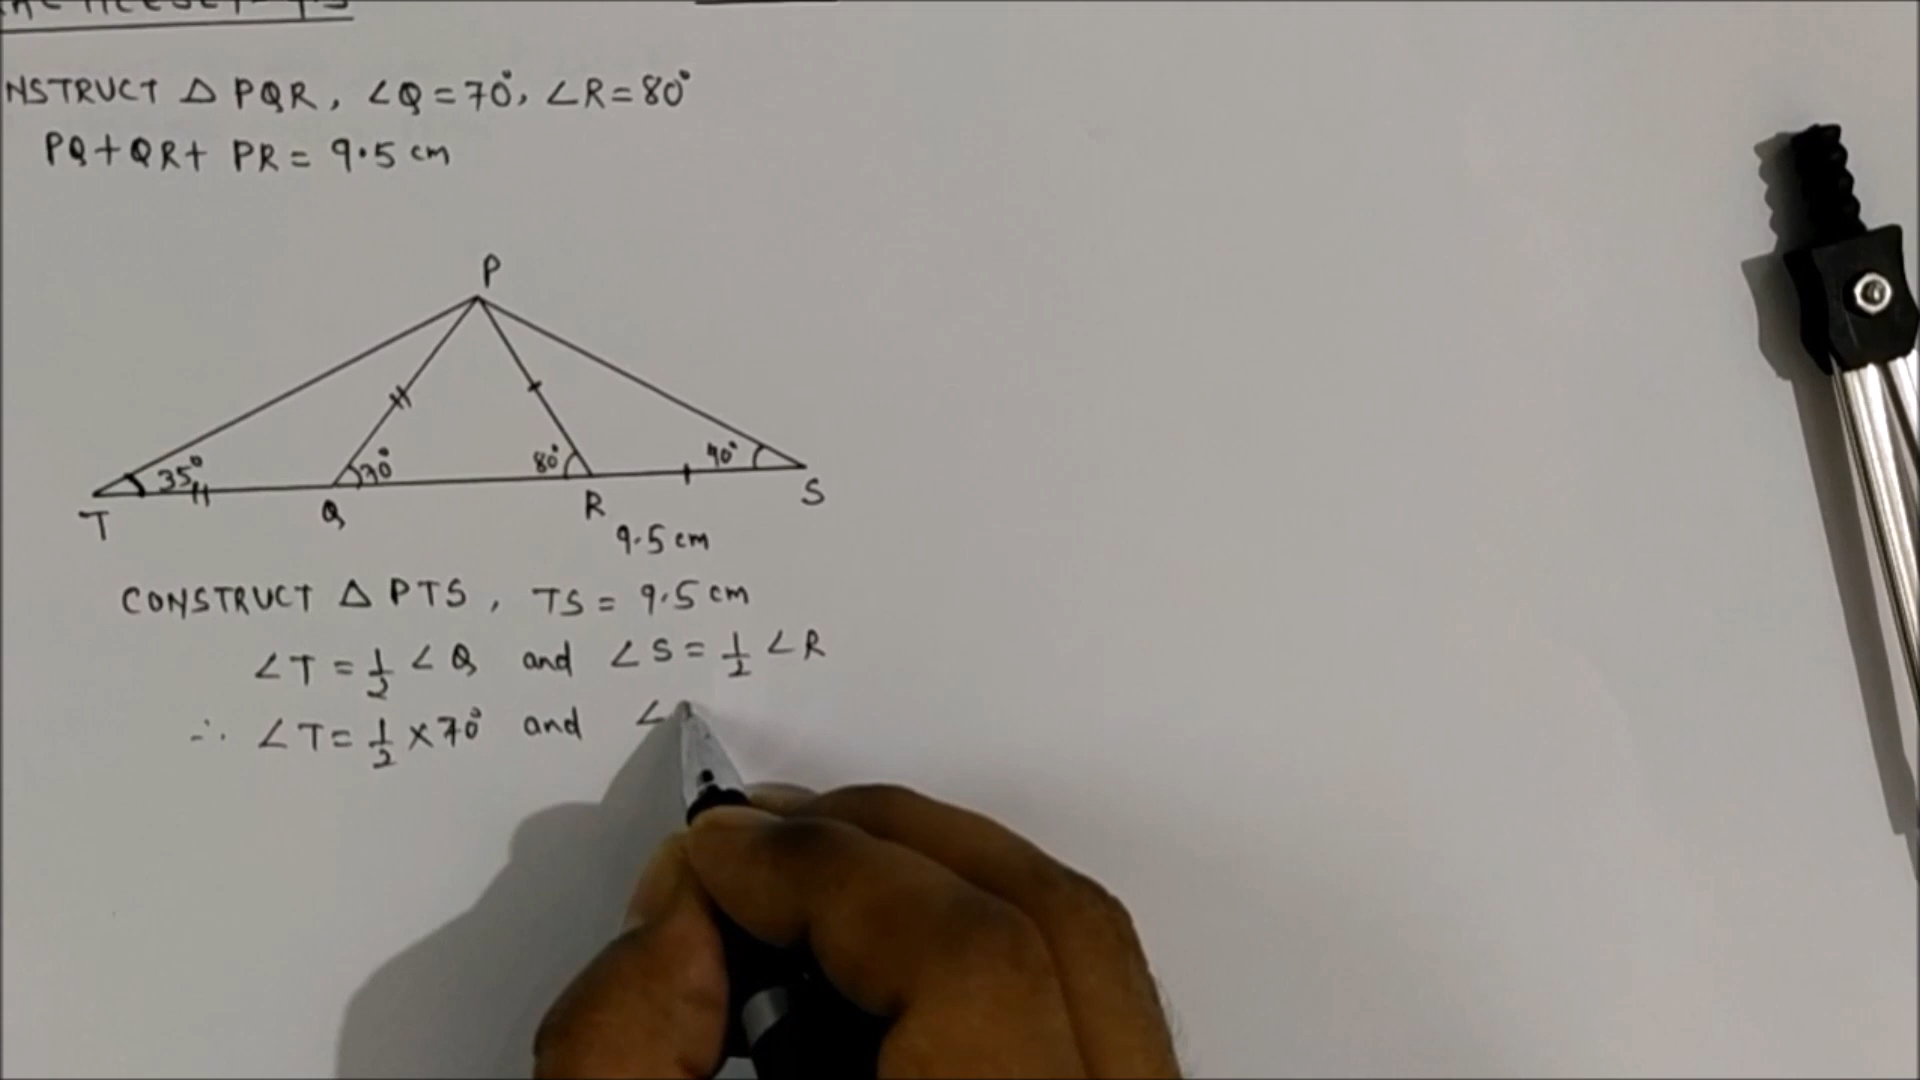 NSTRUCT △ PQR, ∠Q = 70°, ∠R = 80°
PQ + QR + PR = 9.5 cm
P
35° 70° 80° 40°
T Q R S
9.5 cm
CONSTRUCT △ PTS, TS = 9.5 cm
∠T = 1/2 ∠Q and ∠S = 1/2 ∠R
∴ ∠T = 1/2 × 70° and ∠